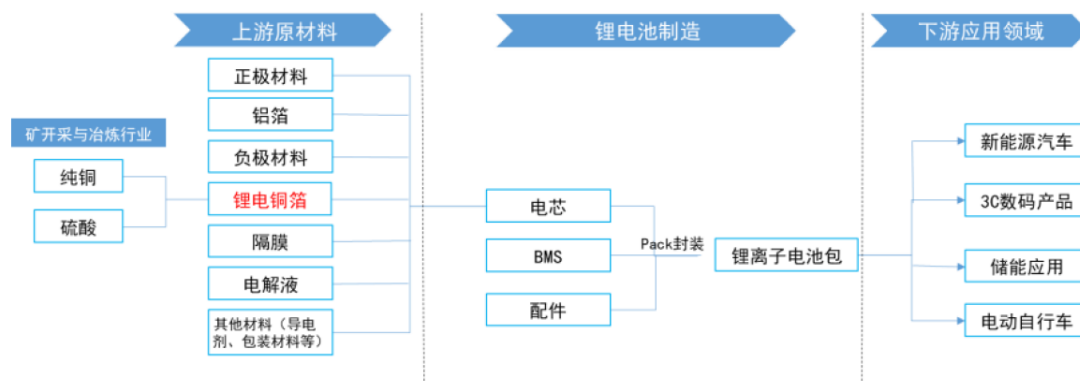 上游原材料
锂电池制造
下游应用领域
矿开采与冶炼行业
纯铜
硫酸
正极材料
铝箔
负极材料
锂电铜箔
隔膜
电解液
其他材料（导电
剂、包装材料等）
电芯
BMS
配件
Pack封装
锂离子电池包
新能源汽车
3C数码产品
储能应用
电动自行车